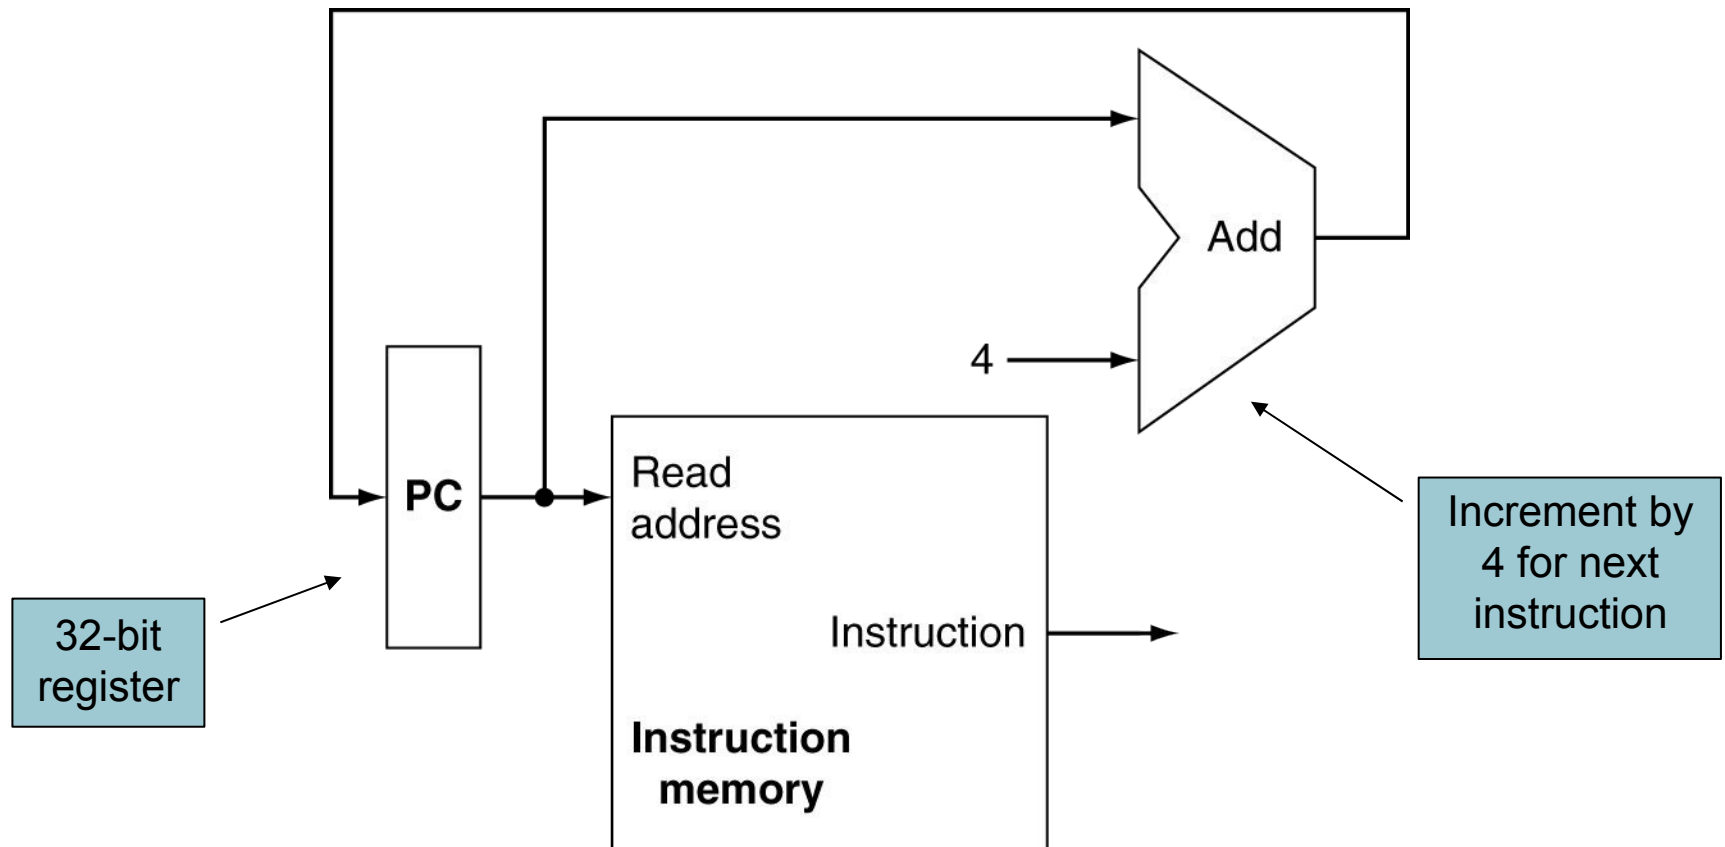 Add
4
PC
Read
address
Instruction
Instruction
memory
32-bit
register
Increment by
4 for next
instruction